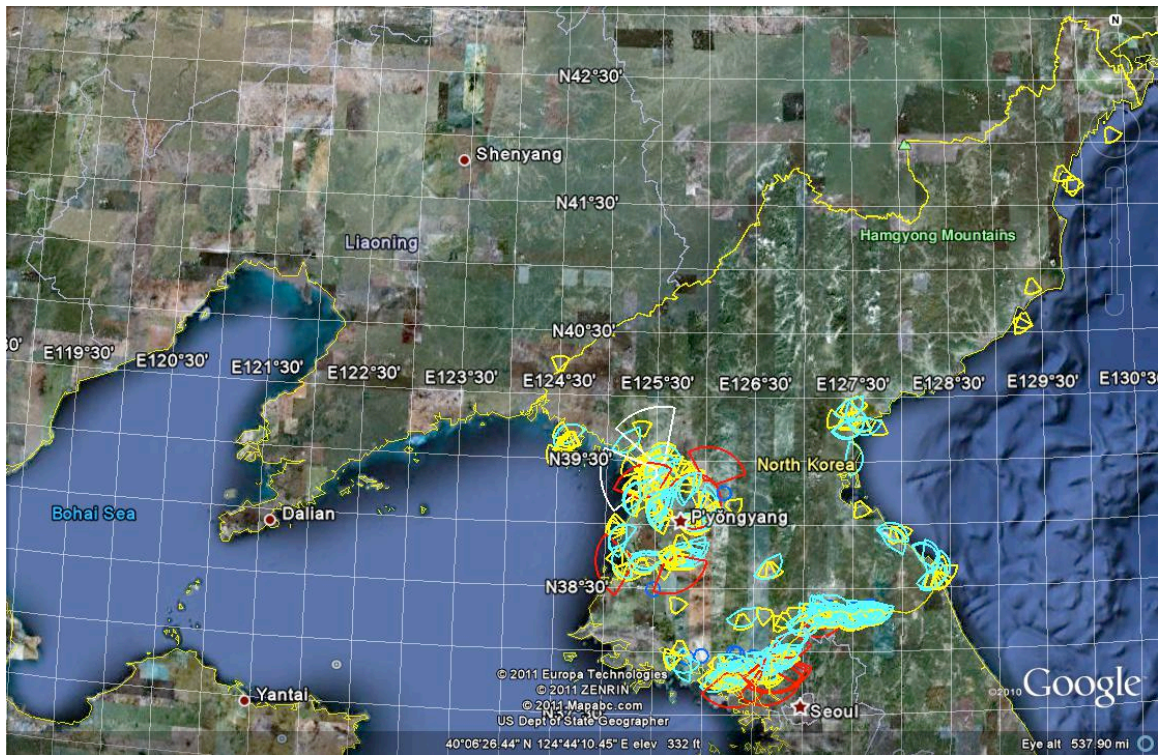 N
N42°30'
Shenyang
N41°30'
Liaoning
Hamgyong Mountains
N40°30'
30'
E119°30'
E120°30'
E121°30'
E122°30'
E123°30'
E124°30'
E125°30'
E126°30'
E127°30'
E128°30'
E129°30'
E130°30'
N39°30'
North Korea
Bohai Sea
Dalian
P'yŏngyang
N38°30'
© 2011 Europa Technologies
© 2011 ZENRIN
© 2011 Mapabc.com
US Dept of State Geographer
Yantai
Seoul
©2010 Google
40°06'26.44" N 124°44'10.45" E elev 332 ft
Eye alt 537.90 mi